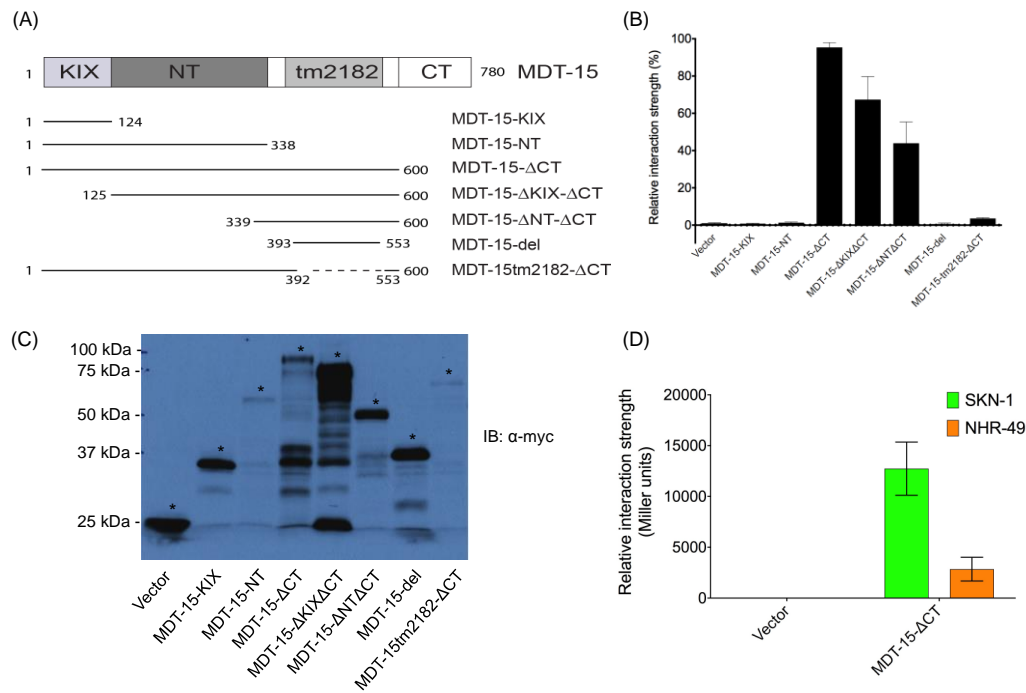 (A)
1 KIX NT tm2182 CT 780 MDT-15
1 124 MDT-15-KIX
1 338 MDT-15-NT
1 600 MDT-15-ΔCT
125 600 MDT-15-ΔKIX-ΔCT
339 600 MDT-15-ΔNT-ΔCT
393 553 MDT-15-del
1 392 553 600 MDT-15tm2182-ΔCT
(B)
Relative interaction strength (%)
100
80
60
40
20
0
Vector
MDT-15-KIX
MDT-15-NT
MDT-15-ΔCT
MDT-15-ΔKIXΔCT
MDT-15-ΔNTΔCT
MDT-15-del
MDT-15-tm2182-ΔCT
(C)
100 kDa -
75 kDa -
50 kDa -
37 kDa -
25 kDa -
* * * * * * * *
IB: α-myc
Vector
MDT-15-KIX
MDT-15-NT
MDT-15-ΔCT
MDT-15-ΔKIXΔCT
MDT-15-ΔNTΔCT
MDT-15-del
MDT-15tm2182-ΔCT
(D)
Relative interaction strength
(Miller units)
20000
15000
10000
5000
0
SKN-1
NHR-49
Vector
MDT-15-ΔCT